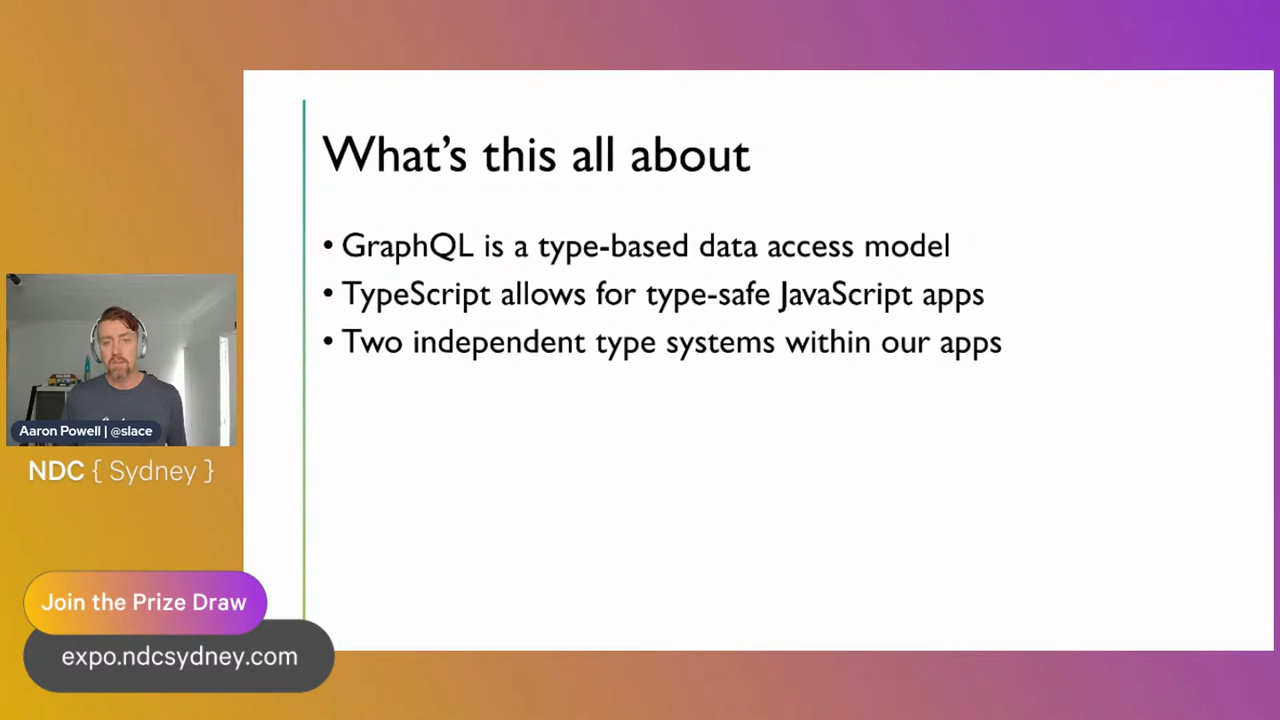 What's this all about
• GraphQL is a type-based data access model
• TypeScript allows for type-safe JavaScript apps
• Two independent type systems within our apps
Aaron Powell | @slace
NDC { Sydney }
Join the Prize Draw
expo.ndcsydney.com